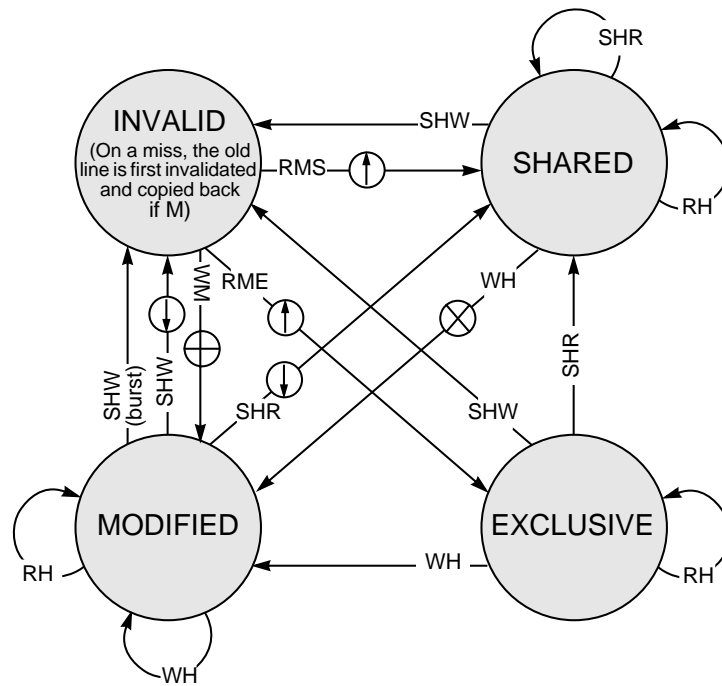 SHR
INVALID
(On a miss, the old
line is first invalidated
and copied back
if M)
SHW
RMS
SHARED
RH
WM
RME
WH
SHW
(burst)
SHW
SHR
SHW
SHR
MODIFIED
EXCLUSIVE
RH
WH
RH
WH